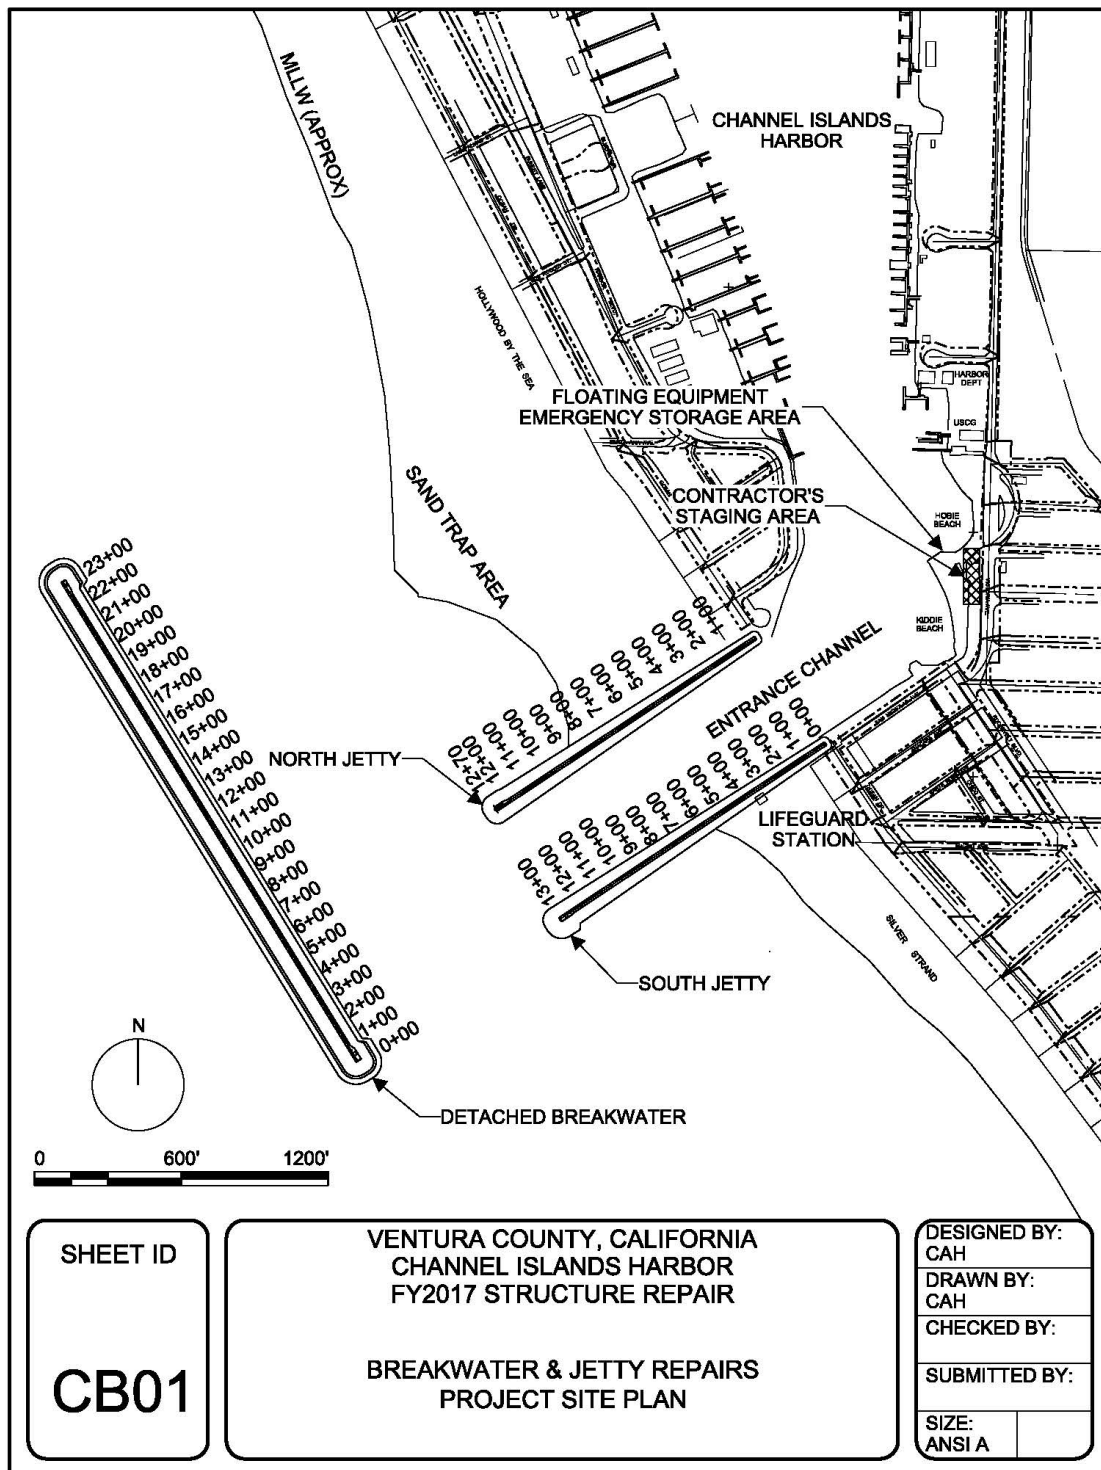 MLLW (APPROX)
CHANNEL ISLANDS
HARBOR
HOLLYWOOD BY THE SEA
HARBOR
DEPT
FLOATING EQUIPMENT
EMERGENCY STORAGE AREA
USCG
SAND TRAP AREA
CONTRACTOR'S
STAGING AREA
HOBIE
BEACH
KIDDIE
BEACH
23+00
22+00
21+00
20+00
19+00
18+00
17+00
16+00
15+00
14+00
13+00
12+00
11+00
10+00
9+00
8+00
7+00
6+00
5+00
4+00
3+00
2+00
1+00
0+00
1+00
2+00
3+00
4+00
5+00
6+00
7+00
8+00
9+00
10+00
11+00
12+00
12+70
NORTH JETTY
ENTRANCE CHANNEL
0+00
1+00
2+00
3+00
4+00
5+00
6+00
7+00
8+00
9+00
10+00
11+00
12+00
13+00
LIFEGUARD
STATION
SILVER STRAND
SOUTH JETTY
N
DETACHED BREAKWATER
0 600' 1200'
SHEET ID
CB01
VENTURA COUNTY, CALIFORNIA
CHANNEL ISLANDS HARBOR
FY2017 STRUCTURE REPAIR
BREAKWATER & JETTY REPAIRS
PROJECT SITE PLAN
DESIGNED BY:
CAH
DRAWN BY:
CAH
CHECKED BY:
SUBMITTED BY:
SIZE:
ANSI A